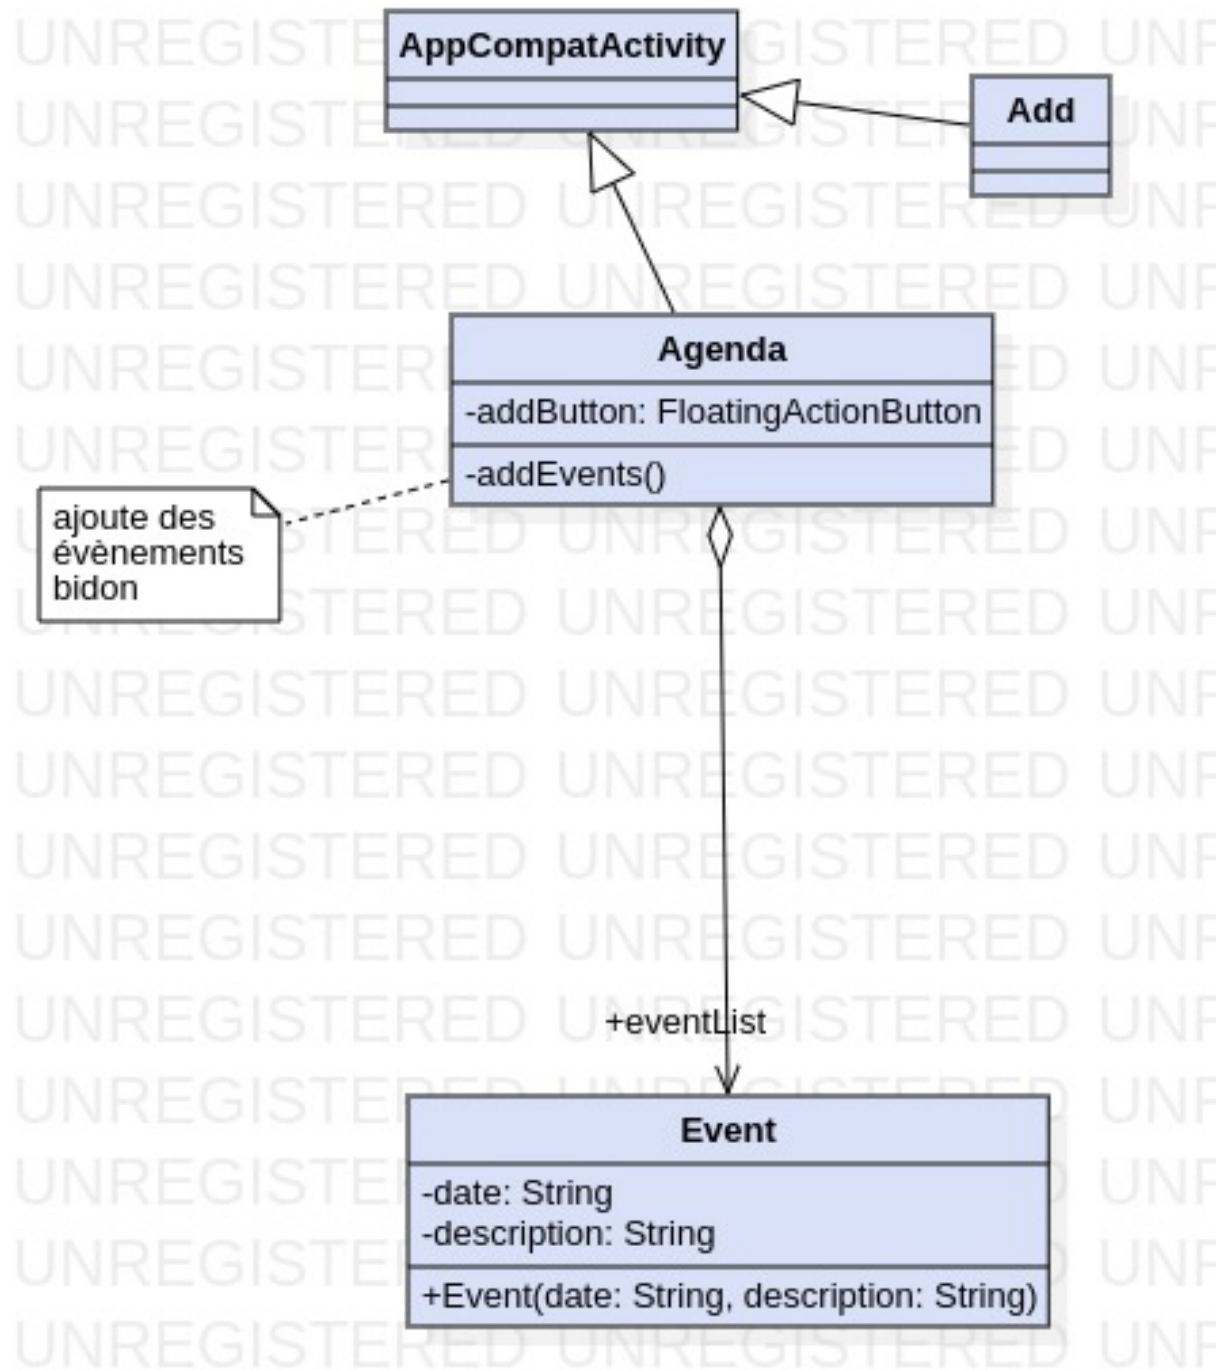 AppCompatActivity
Add
Agenda
-addButton: FloatingActionButton
-addEvents()
ajoute des
évènements
bidon
+eventList
Event
-date: String
-description: String
+Event(date: String, description: String)
UNREGISTERED